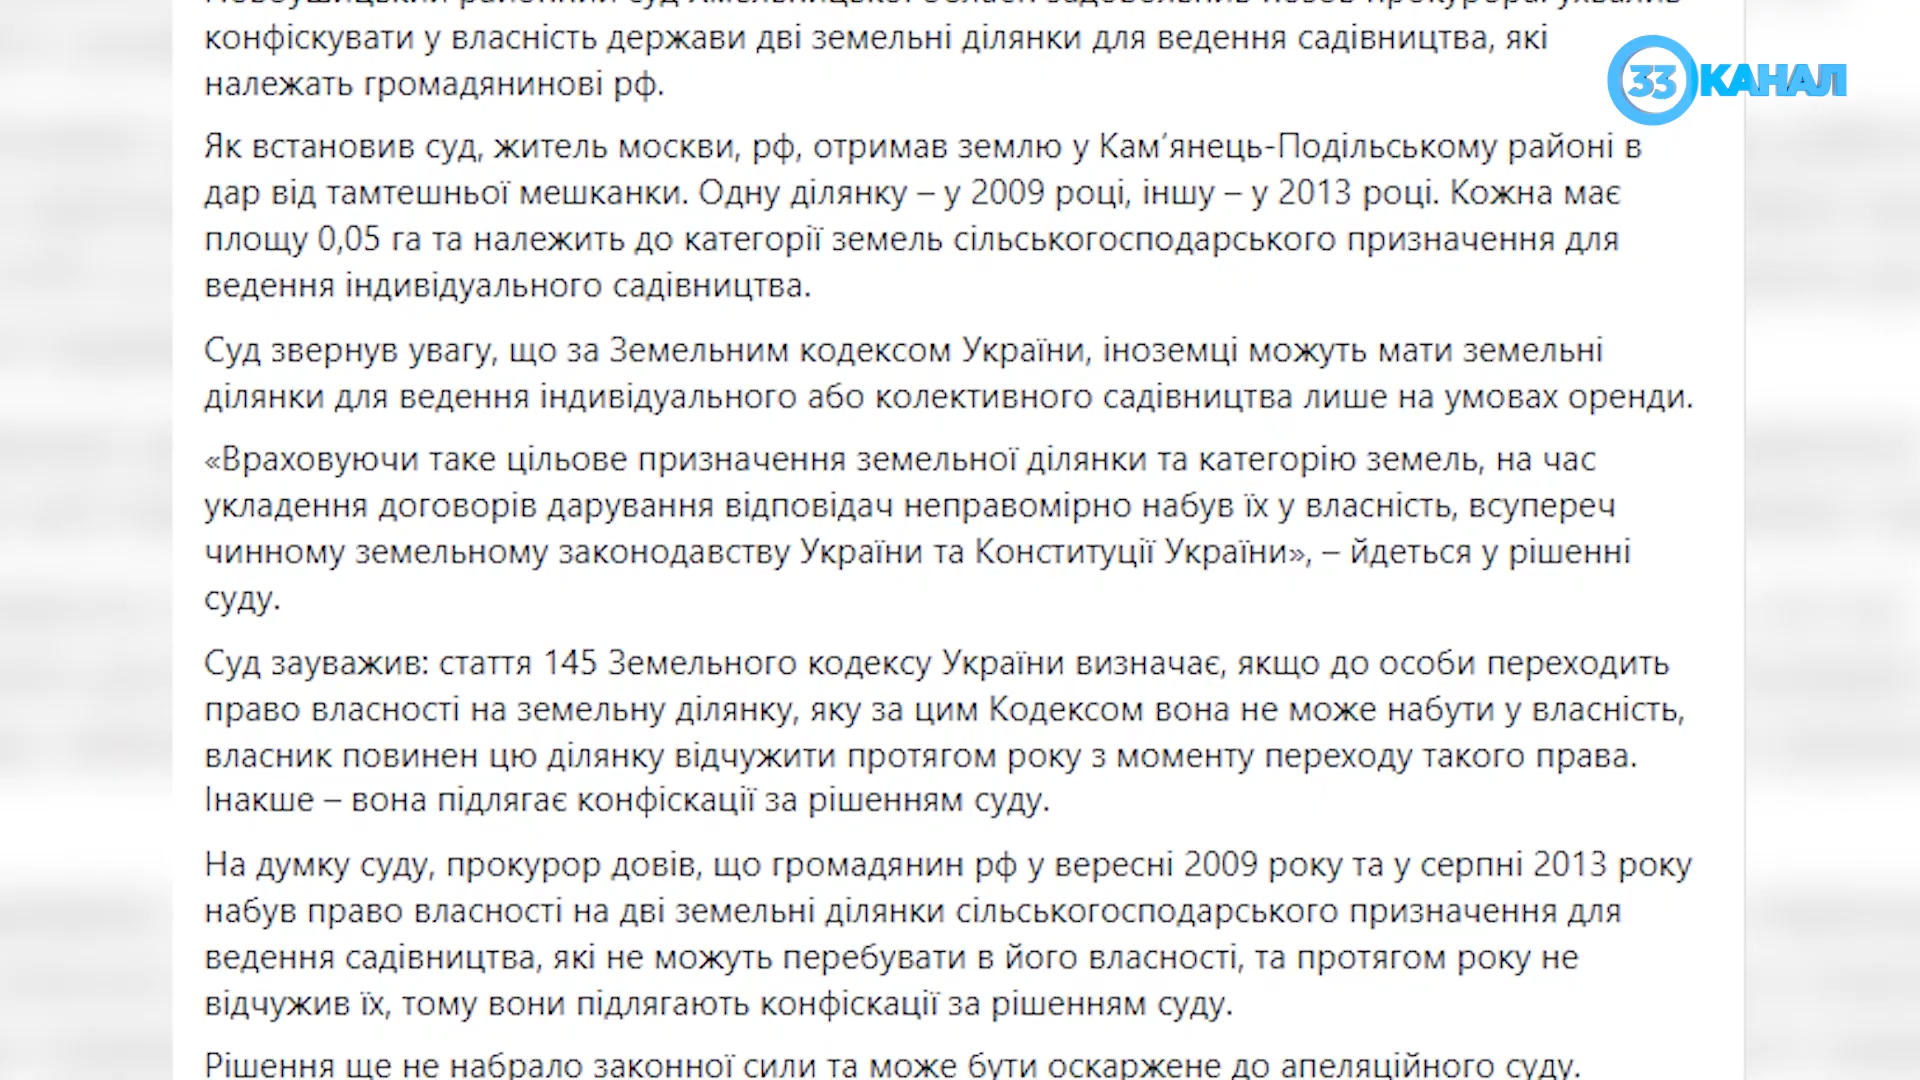 Новоушицький районний суд Хмельницької області задовольнив позов прокурора: ухвалив
конфіскувати у власність держави дві земельні ділянки для ведення садівництва, які
належать громадянинові рф.
33 КАНАЛ
Як встановив суд, житель москви, рф, отримав землю у Кам’янець-Подільському районі в
дар від тамтешньої мешканки. Одну ділянку – у 2009 році, іншу – у 2013 році. Кожна має
площу 0,05 га та належить до категорії земель сільськогосподарського призначення для
ведення індивідуального садівництва.
Суд звернув увагу, що за Земельним кодексом України, іноземці можуть мати земельні
ділянки для ведення індивідуального або колективного садівництва лише на умовах оренди.
«Враховуючи таке цільове призначення земельної ділянки та категорію земель, на час
укладення договорів дарування відповідач неправомірно набув їх у власність, всупереч
чинному земельному законодавству України та Конституції України», – йдеться у рішенні
суду.
Суд зауважив: стаття 145 Земельного кодексу України визначає, якщо до особи переходить
право власності на земельну ділянку, яку за цим Кодексом вона не може набути у власність,
власник повинен цю ділянку відчужити протягом року з моменту переходу такого права.
Інакше – вона підлягає конфіскації за рішенням суду.
На думку суду, прокурор довів, що громадянин рф у вересні 2009 року та у серпні 2013 року
набув право власності на дві земельні ділянки сільськогосподарського призначення для
ведення садівництва, які не можуть перебувати в його власності, та протягом року не
відчужив їх, тому вони підлягають конфіскації за рішенням суду.
Рішення ще не набрало законної сили та може бути оскаржене до апеляційного суду.